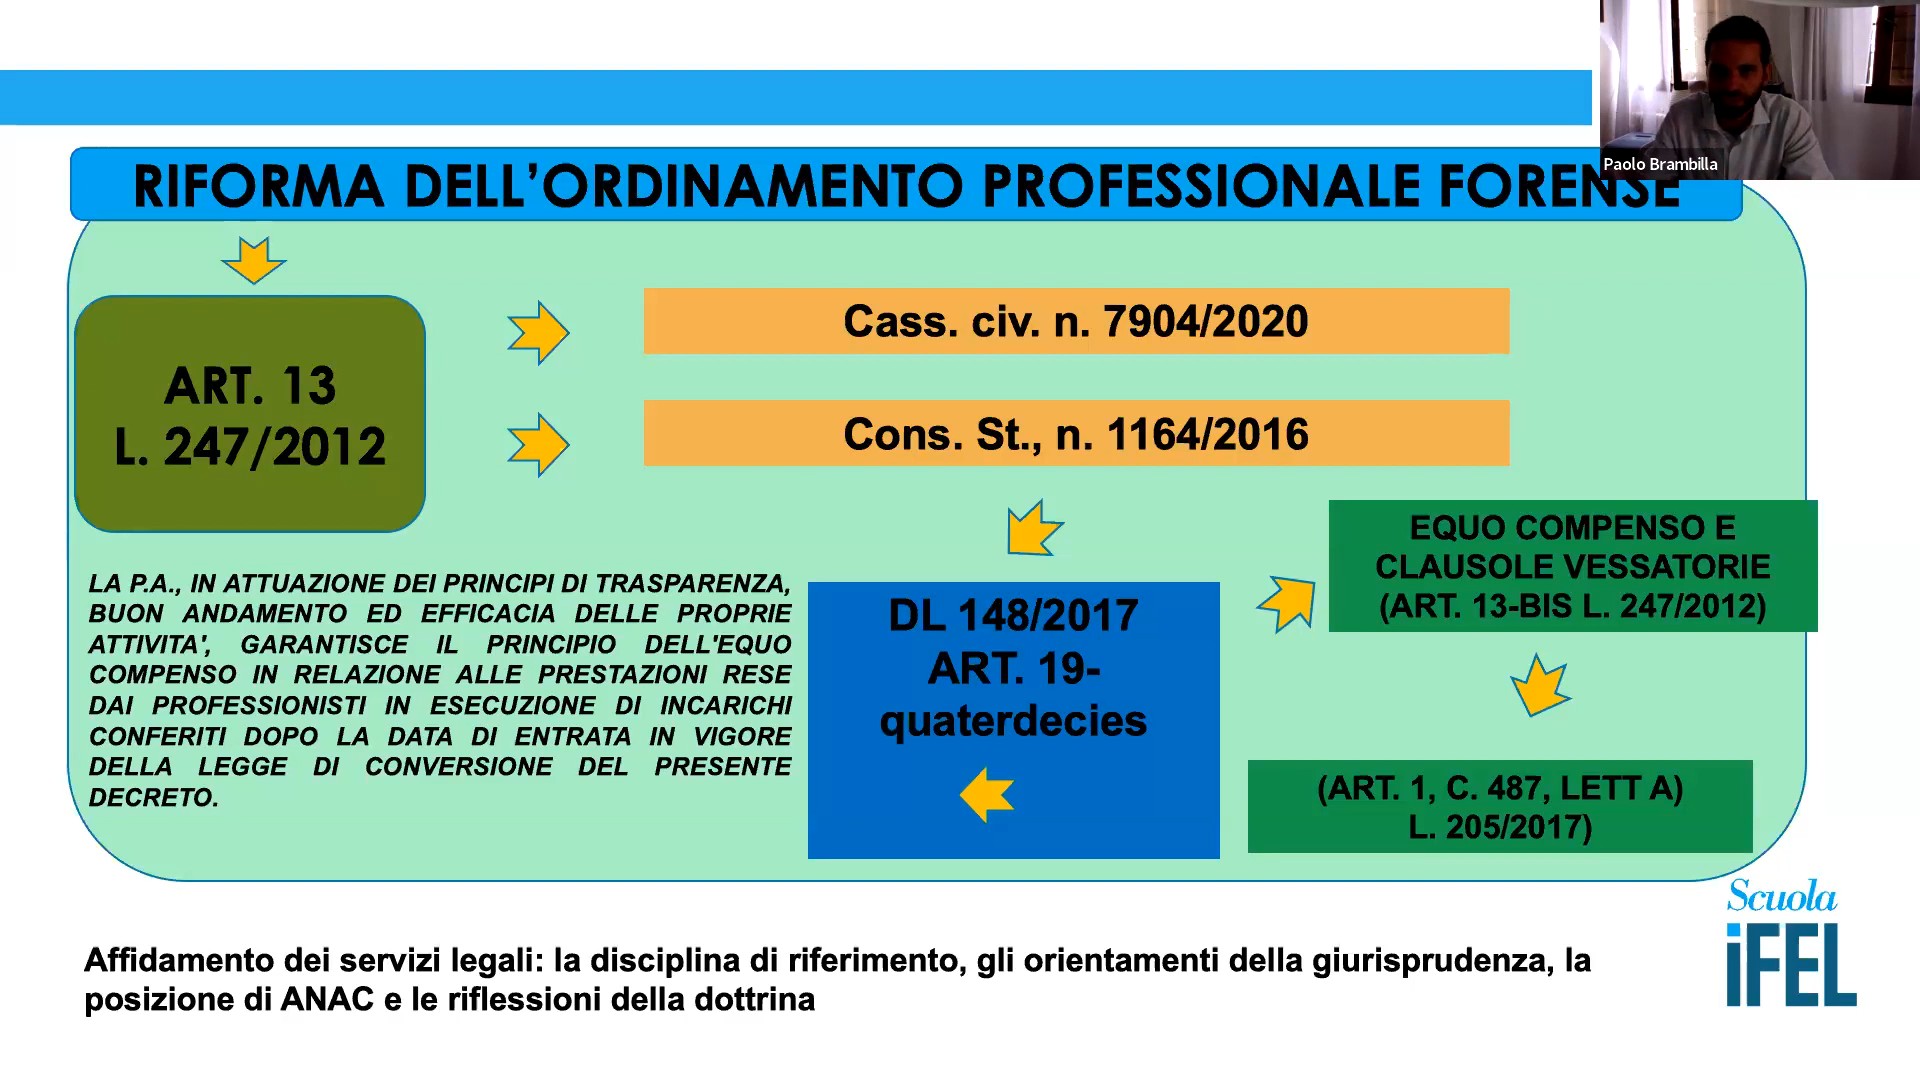 Paolo Brambilla
RIFORMA DELL’ORDINAMENTO PROFESSIONALE FORENSE
ART. 13
L. 247/2012
Cass. civ. n. 7904/2020
Cons. St., n. 1164/2016
EQUO COMPENSO E
CLAUSOLE VESSATORIE
(ART. 13-BIS L. 247/2012)
LA P.A., IN ATTUAZIONE DEI PRINCIPI DI TRASPARENZA,
BUON ANDAMENTO ED EFFICACIA DELLE PROPRIE
ATTIVITA', GARANTISCE IL PRINCIPIO DELL'EQUO
COMPENSO IN RELAZIONE ALLE PRESTAZIONI RESE
DAI PROFESSIONISTI IN ESECUZIONE DI INCARICHI
CONFERITI DOPO LA DATA DI ENTRATA IN VIGORE
DELLA LEGGE DI CONVERSIONE DEL PRESENTE
DECRETO.
DL 148/2017
ART. 19-
quaterdecies
(ART. 1, C. 487, LETT A)
L. 205/2017)
Scuola
iFEL
Affidamento dei servizi legali: la disciplina di riferimento, gli orientamenti della giurisprudenza, la
posizione di ANAC e le riflessioni della dottrina